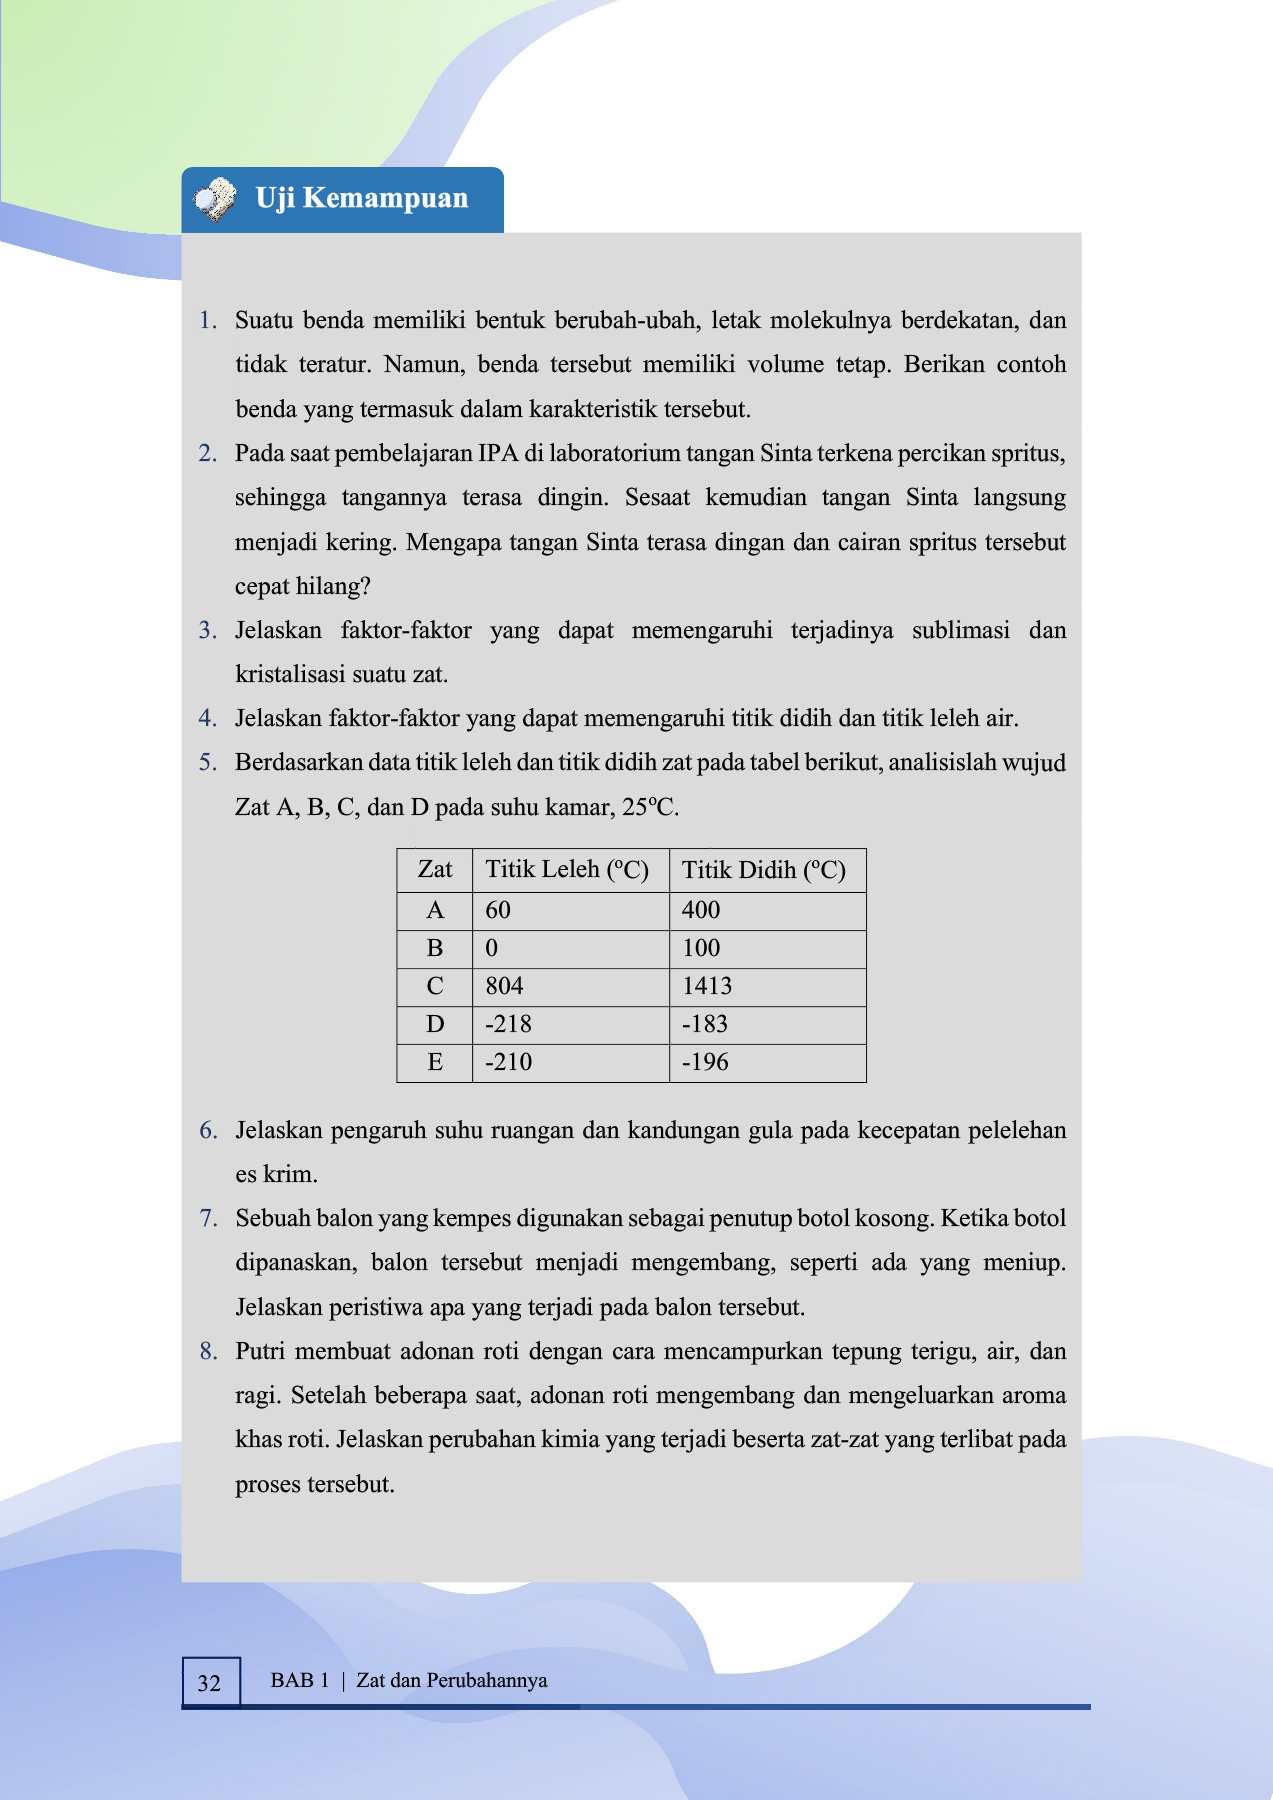 Uji Kemampuan
1. Suatu benda memiliki bentuk berubah-ubah, letak molekulnya berdekatan, dan
tidak teratur. Namun, benda tersebut memiliki volume tetap. Berikan contoh
benda yang termasuk dalam karakteristik tersebut.
2. Pada saat pembelajaran IPA di laboratorium tangan Sinta terkena percikan spritus,
sehingga tangannya terasa dingin. Sesaat kemudian tangan Sinta langsung
menjadi kering. Mengapa tangan Sinta terasa dingan dan cairan spritus tersebut
cepat hilang?
3. Jelaskan faktor-faktor yang dapat memengaruhi terjadinya sublimasi dan
kristalisasi suatu zat.
4. Jelaskan faktor-faktor yang dapat memengaruhi titik didih dan titik leleh air.
5. Berdasarkan data titik leleh dan titik didih zat pada tabel berikut, analisislah wujud
Zat A, B, C, dan D pada suhu kamar, 25ºC.
Zat Titik Leleh (ºC) Titik Didih (ºC)
A 60 400
B 0 100
C 804 1413
D -218 -183
E -210 -196
6. Jelaskan pengaruh suhu ruangan dan kandungan gula pada kecepatan pelelehan
es krim.
7. Sebuah balon yang kempes digunakan sebagai penutup botol kosong. Ketika botol
dipanaskan, balon tersebut menjadi mengembang, seperti ada yang meniup.
Jelaskan peristiwa apa yang terjadi pada balon tersebut.
8. Putri membuat adonan roti dengan cara mencampurkan tepung terigu, air, dan
ragi. Setelah beberapa saat, adonan roti mengembang dan mengeluarkan aroma
khas roti. Jelaskan perubahan kimia yang terjadi beserta zat-zat yang terlibat pada
proses tersebut.
32 BAB 1 | Zat dan Perubahannya